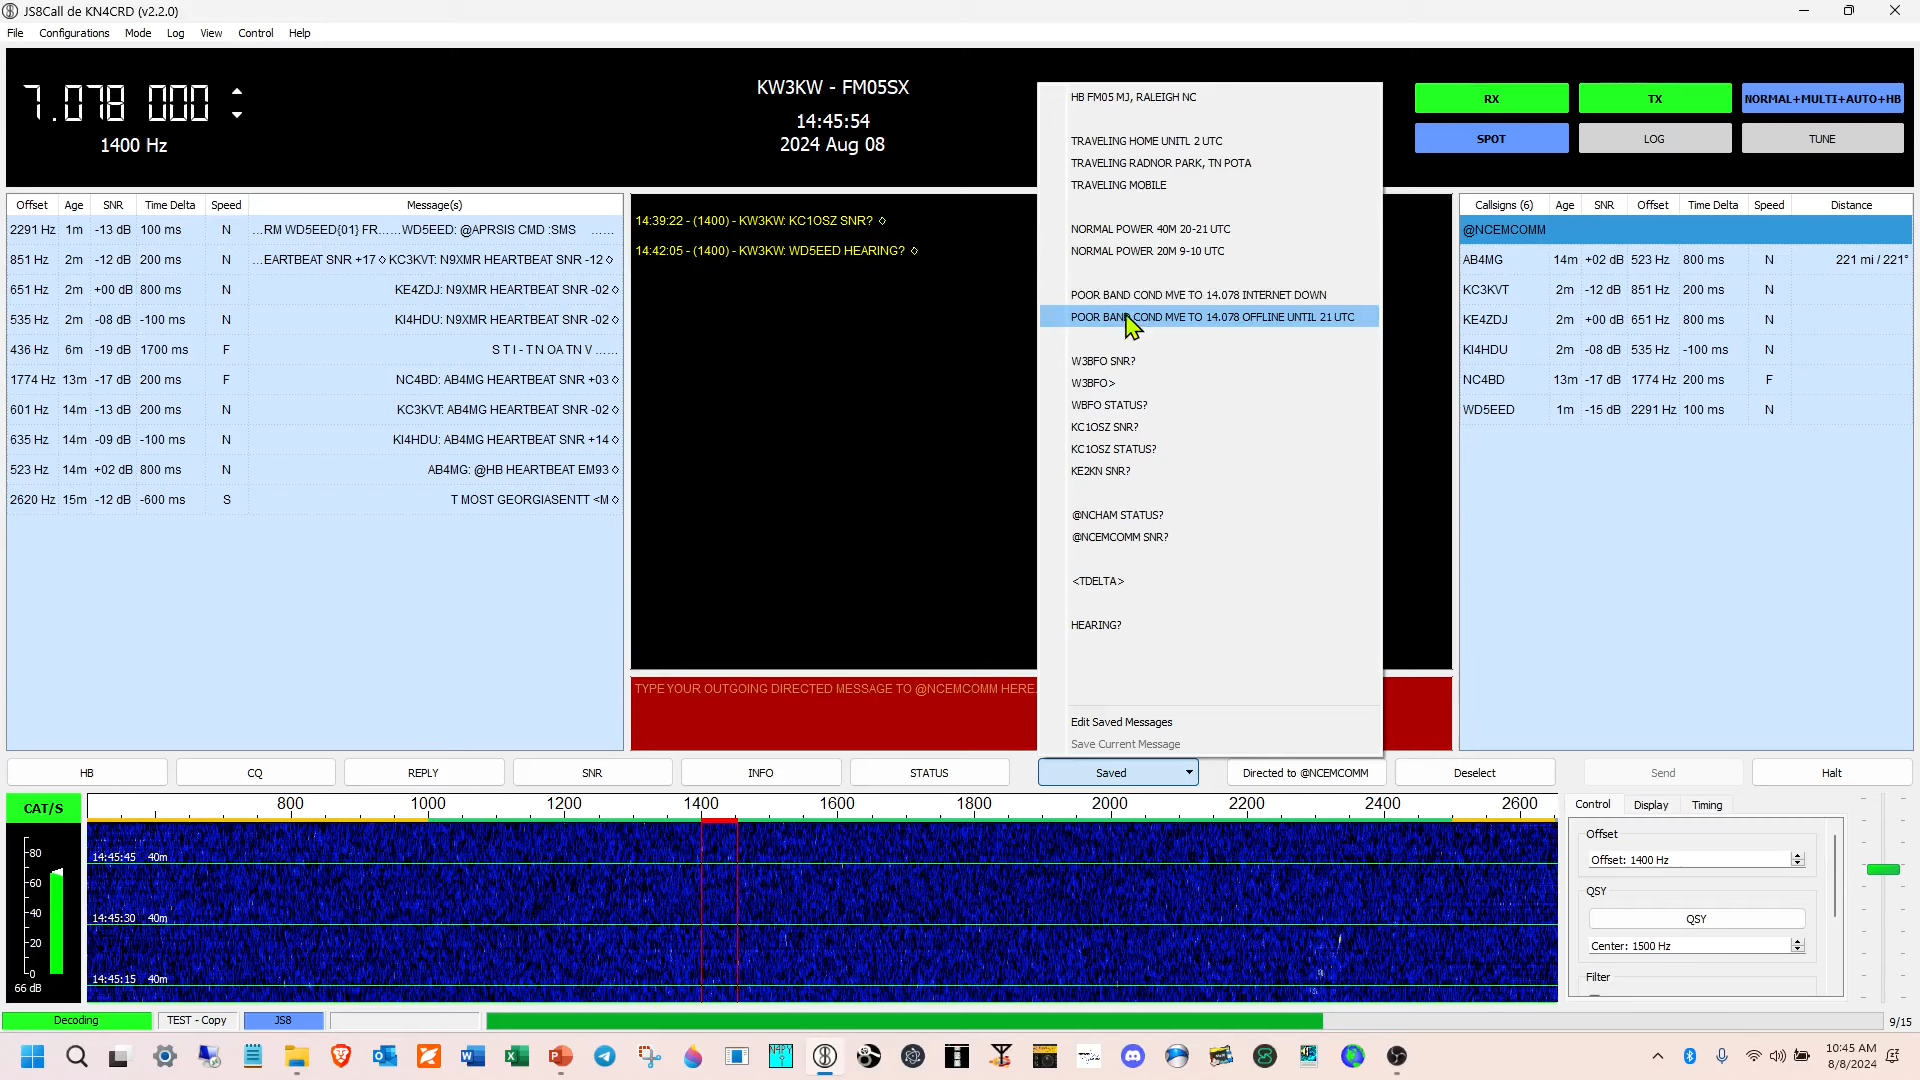 JS8Call de KN4CRD (v2.2.0)
File Configurations Mode Log View Control Help
7.078 000
1400 Hz
KW3KW - FM05SX
14:45:54
2024 Aug 08
RX TX NORMAL+MULTI+AUTO+HB
SPOT LOG TUNE
Offset Age SNR Time Delta Speed Message(s)
2291 Hz 1m -13 dB 100 ms N ...RM WD5EED{01} FR......WD5EED: @APRSIS CMD :SMS ......
851 Hz 2m -12 dB 200 ms N ...EARTBEAT SNR +17 ♢ KC3KVT: N9XMR HEARTBEAT SNR -12 ♢
651 Hz 2m +00 dB 800 ms N KE4ZDJ: N9XMR HEARTBEAT SNR -02 ♢
535 Hz 2m -08 dB -100 ms N KI4HDU: N9XMR HEARTBEAT SNR -02 ♢
436 Hz 6m -19 dB 1700 ms F S T I - T N OA TN V ......
1774 Hz 13m -17 dB 200 ms F NC4BD: AB4MG HEARTBEAT SNR +03 ♢
601 Hz 14m -13 dB 200 ms N KC3KVT: AB4MG HEARTBEAT SNR -02 ♢
635 Hz 14m -09 dB -100 ms N KI4HDU: AB4MG HEARTBEAT SNR +14 ♢
523 Hz 14m +02 dB 800 ms N AB4MG: @HB HEARTBEAT EM93 ♢
2620 Hz 15m -12 dB -600 ms S T MOST GEORGIASENTT <M ♢
14:39:22 - (1400) - KW3KW: KC1OSZ SNR? ♢
14:42:05 - (1400) - KW3KW: WD5EED HEARING? ♢
TYPE YOUR OUTGOING DIRECTED MESSAGE TO @NCEMCOMM HERE.
HB FM05 MJ, RALEIGH NC
TRAVELING HOME UNITL 2 UTC
TRAVELING RADNOR PARK, TN POTA
TRAVELING MOBILE
NORMAL POWER 40M 20-21 UTC
NORMAL POWER 20M 9-10 UTC
POOR BAND COND MVE TO 14.078 INTERNET DOWN
POOR BAND COND MVE TO 14.078 OFFLINE UNTIL 21 UTC
W3BFO SNR?
W3BFO>
WBFO STATUS?
KC1OSZ SNR?
KC1OSZ STATUS?
KE2KN SNR?
@NCHAM STATUS?
@NCEMCOMM SNR?
<TDELTA>
HEARING?
Edit Saved Messages
Save Current Message
Callsigns (6) Age SNR Offset Time Delta Speed Distance
@NCEMCOMM
AB4MG 14m +02 dB 523 Hz 800 ms N 221 mi / 221°
KC3KVT 2m -12 dB 851 Hz 200 ms N
KE4ZDJ 2m +00 dB 651 Hz 800 ms N
KI4HDU 2m -08 dB 535 Hz -100 ms N
NC4BD 13m -17 dB 1774 Hz 200 ms F
WD5EED 1m -15 dB 2291 Hz 100 ms N
HB CQ REPLY SNR INFO STATUS Saved Directed to @NCEMCOMM Deselect Send Halt
CAT/S
-80
-60
-40
-20
-0
66 dB
800 1000 1200 1400 1600 1800 2000 2200 2400 2600
14:45:45 40m
14:45:30 40m
14:45:15 40m
Control Display Timing
Offset
Offset: 1400 Hz
QSY
QSY
Center: 1500 Hz
Filter
Decoding TEST - Copy JS8 9/15
N4PY
10:45 AM
8/8/2024